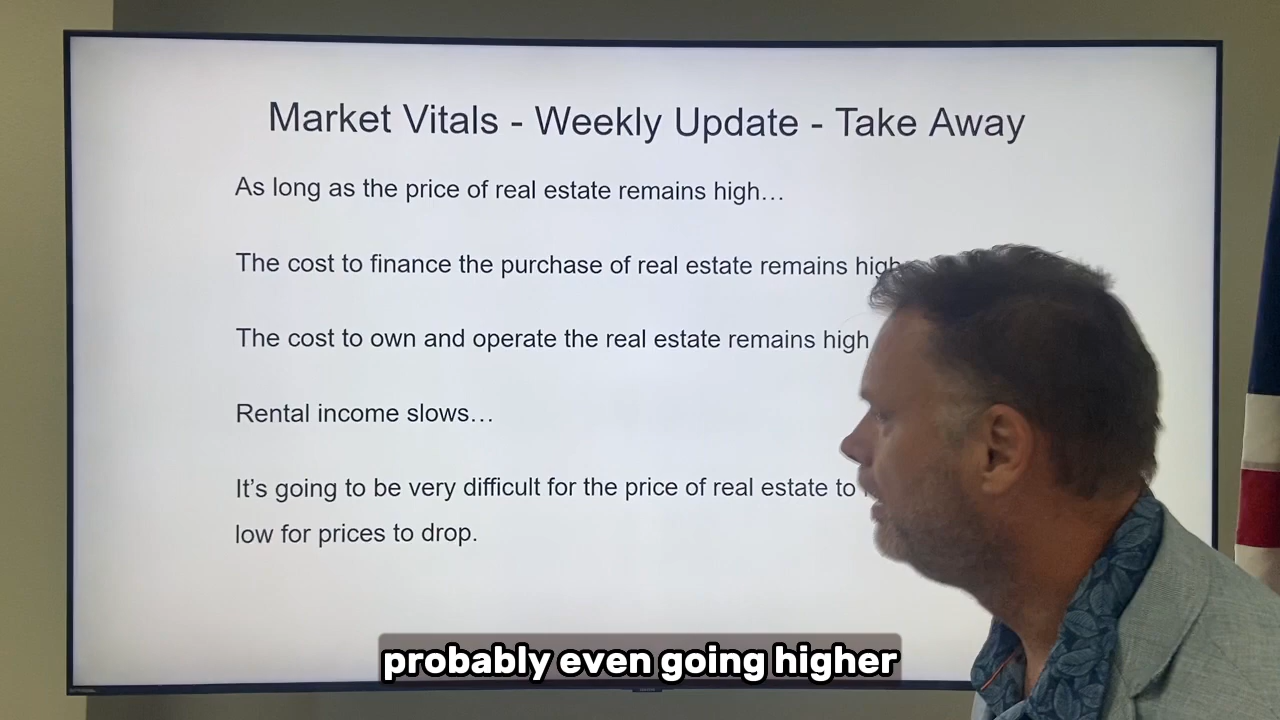 Market Vitals - Weekly Update - Take Away
As long as the price of real estate remains high…
The cost to finance the purchase of real estate remains high
The cost to own and operate the real estate remains high
Rental income slows…
It’s going to be very difficult for the price of real estate to
low for prices to drop.
probably even going higher